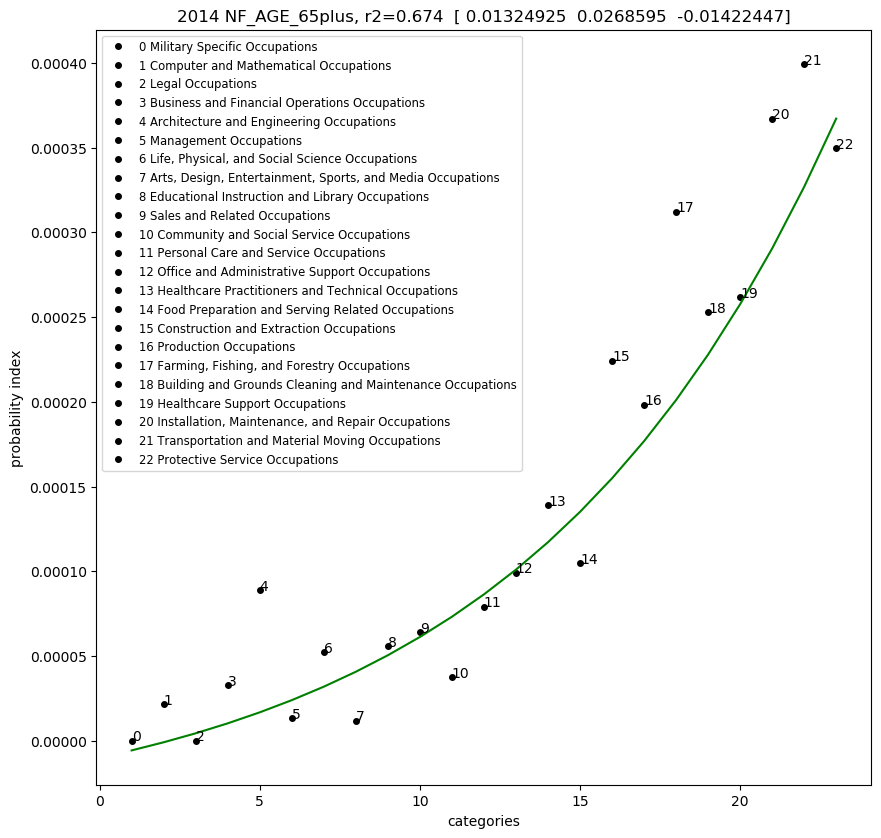 2014 NF_AGE_65plus, r2=0.674  [ 0.01324925  0.0268595  -0.01422447]
0 Military Specific Occupations
1 Computer and Mathematical Occupations
2 Legal Occupations
3 Business and Financial Operations Occupations
4 Architecture and Engineering Occupations
5 Management Occupations
6 Life, Physical, and Social Science Occupations
7 Arts, Design, Entertainment, Sports, and Media Occupations
8 Educational Instruction and Library Occupations
9 Sales and Related Occupations
10 Community and Social Service Occupations
11 Personal Care and Service Occupations
12 Office and Administrative Support Occupations
13 Healthcare Practitioners and Technical Occupations
14 Food Preparation and Serving Related Occupations
15 Construction and Extraction Occupations
16 Production Occupations
17 Farming, Fishing, and Forestry Occupations
18 Building and Grounds Cleaning and Maintenance Occupations
19 Healthcare Support Occupations
20 Installation, Maintenance, and Repair Occupations
21 Transportation and Material Moving Occupations
22 Protective Service Occupations
probability index
0.00040
0.00035
0.00030
0.00025
0.00020
0.00015
0.00010
0.00005
0.00000
0
1
2
3
4
5
6
7
8
9
10
11
12
13
14
15
16
17
18
19
20
21
22
0
5
10
15
20
categories